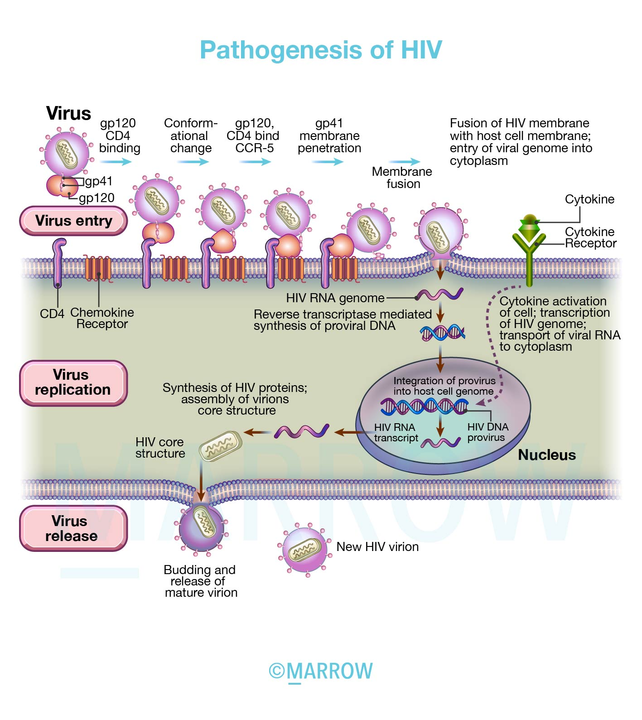 Pathogenesis of HIV
Virus
gp120
CD4
binding
Conform-
ational
change
gp120,
CD4 bind
CCR-5
gp41
membrane
penetration
Membrane
fusion
Fusion of HIV membrane
with host cell membrane;
entry of viral genome into
cytoplasm
gp41
gp120
Virus entry
Cytokine
Cytokine
Receptor
CD4
Chemokine
Receptor
HIV RNA genome
Reverse transcriptase mediated
synthesis of proviral DNA
Cytokine activation
of cell; transcription
of HIV genome;
transport of viral RNA
to cytoplasm
Virus
replication
Synthesis of HIV proteins;
assembly of virions
core structure
Integration of provirus
into host cell genome
HIV RNA
transcript
HIV DNA
provirus
HIV core
structure
Nucleus
MARROW
Virus
release
New HIV virion
Budding and
release of
mature virion
©MARROW